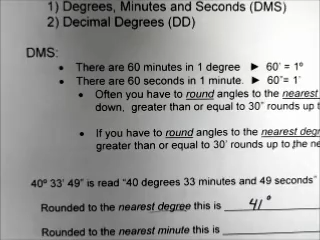 1) Degrees, Minutes and Seconds (DMS)
2) Decimal Degrees (DD)
DMS:
• There are 60 minutes in 1 degree ► 60' = 1º
• There are 60 seconds in 1 minute. ► 60"= 1'
• Often you have to round angles to the nearest
down, greater than or equal to 30" rounds up
• If you have to round angles to the nearest
greater than or equal to 30' rounds up to the
40º 33' 49" is read "40 degrees 33 minutes and 49 seconds"
Rounded to the nearest degree this is 41°
Rounded to the nearest minute this is